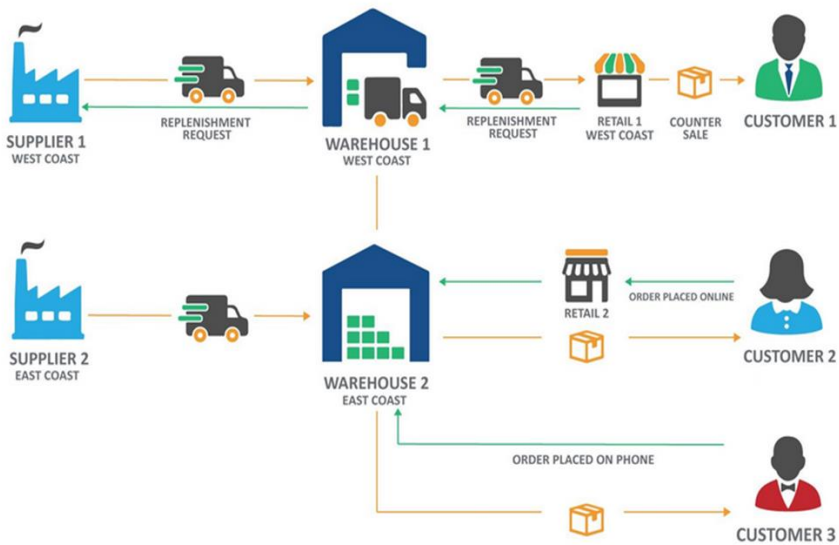 SUPPLIER 1
WEST COAST
REPLENISHMENT
REQUEST
WAREHOUSE 1
WEST COAST
REPLENISHMENT
REQUEST
RETAIL 1
WEST COAST
COUNTER
SALE
CUSTOMER 1
SUPPLIER 2
EAST COAST
WAREHOUSE 2
EAST COAST
RETAIL 2
ORDER PLACED ONLINE
CUSTOMER 2
ORDER PLACED ON PHONE
CUSTOMER 3